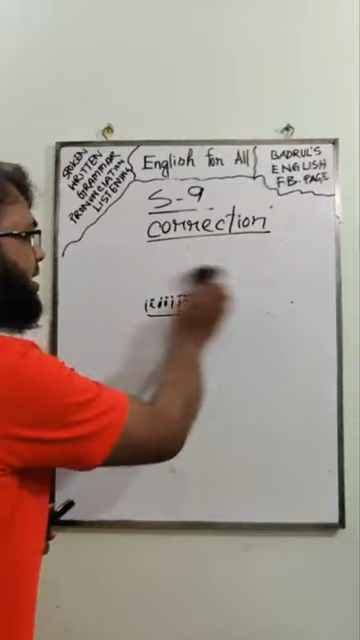 SPOKEN
WRITTEN
GRAMMAR
PRONUNCIATION
LISTENING
English for All
BADRUL'S
ENGLISH
FB. PAGE
S-9
correction